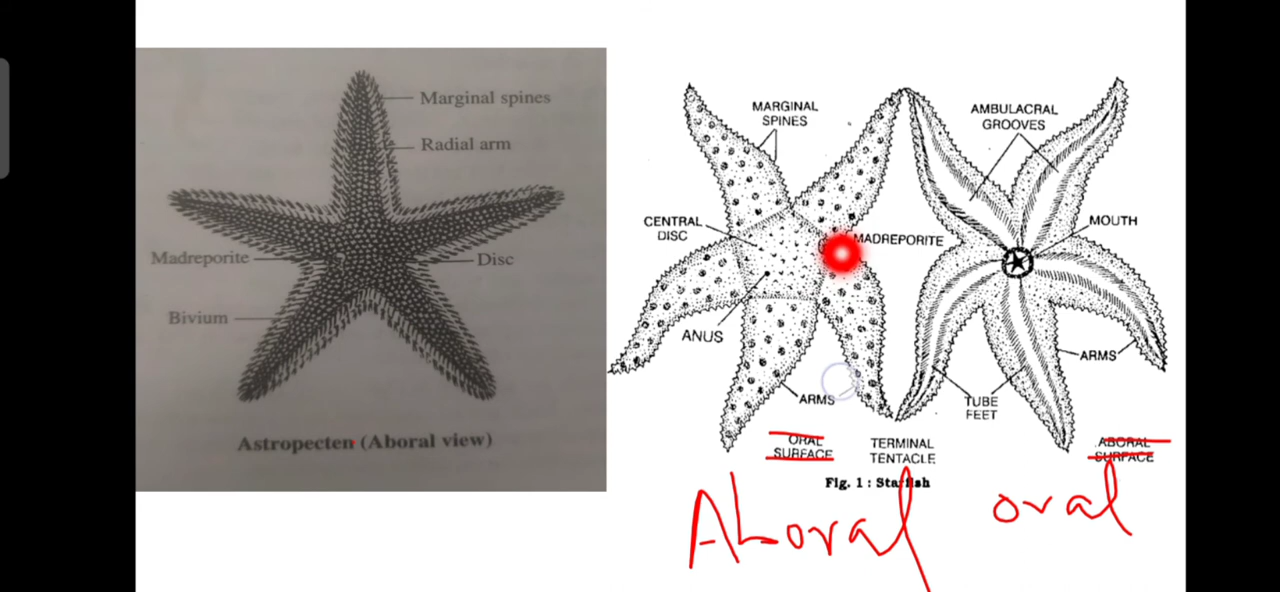 Marginal spines
Radial arm
Madreporite
Disc
Bivium
Astropecten (Aboral view)
MARGINAL
SPINES
AMBULACRAL
GROOVES
CENTRAL
DISC
MADREPORITE
MOUTH
ANUS
ARMS
ARMS
TUBE
FEET
ORAL
SURFACE
TERMINAL
TENTACLE
ABORAL
SURFACE
Fig. 1 : Starfish
Aboral
oral